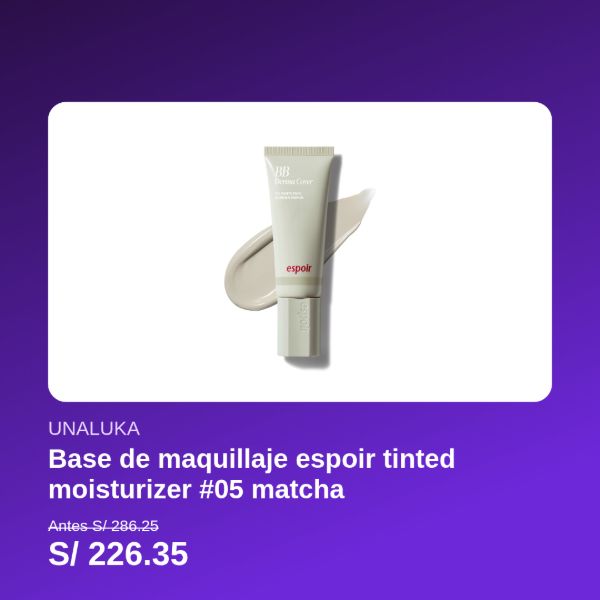 BB
Derma Cover
espoir
UNALUKA
Base de maquillaje espoir tinted
moisturizer #05 matcha
Antes S/ 286.25
S/ 226.35